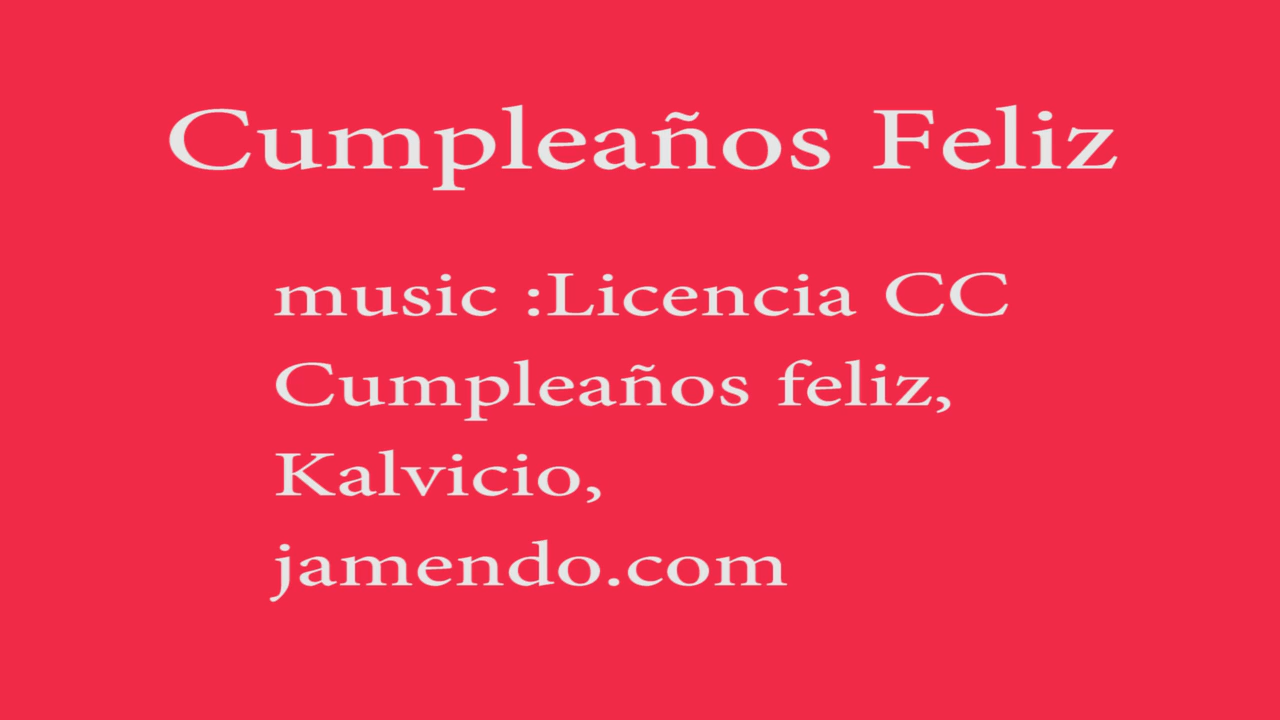 Cumpleaños Feliz
music :Licencia CC
Cumpleaños feliz,
Kalvicio,
jamendo.com